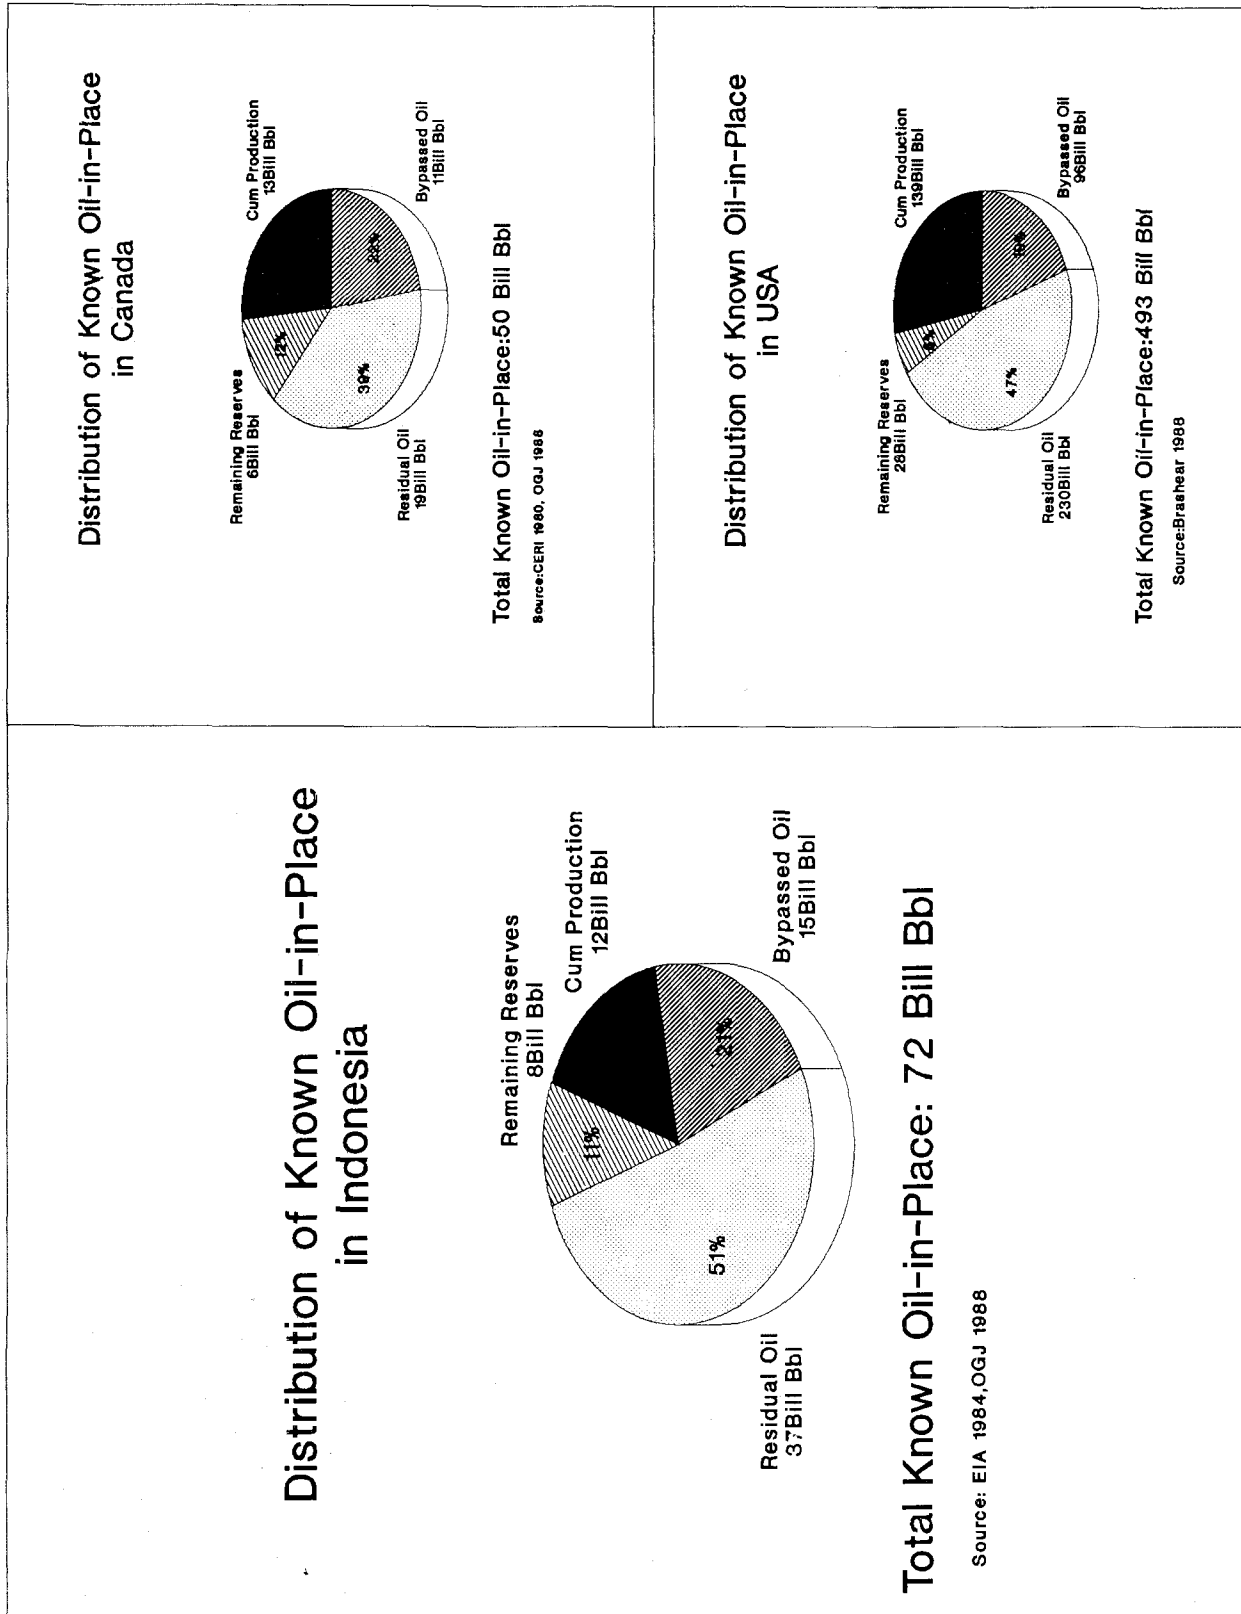 Distribution of Known Oil-in-Place
in Indonesia
Remaining Reserves
8Bill Bbl
Cum Production
12Bill Bbl
11%
21%
51%
Bypassed Oil
15Bill Bbl
Residual Oil
37Bill Bbl
Total Known Oil-in-Place: 72 Bill Bbl
Source: EIA 1984,OGJ 1988
Distribution of Known Oil-in-Place
in Canada
Cum Production
13Bill Bbl
Remaining Reserves
6Bill Bbl
12%
22%
39%
Bypassed Oil
11Bill Bbl
Residual Oil
19Bill Bbl
Total Known Oil-in-Place:50 Bill Bbl
Source:CERI 1980, OGJ 1988
Distribution of Known Oil-in-Place
in USA
Cum Production
139Bill Bbl
Remaining Reserves
28Bill Bbl
47%
Bypassed Oil
96Bill Bbl
Residual Oil
230Bill Bbl
Total Known Oil-in-Place:493 Bill Bbl
Source:Brashear 1988